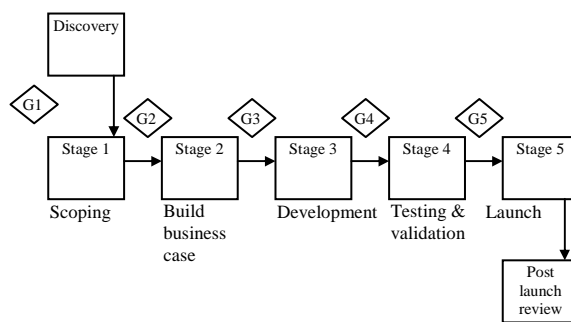 Discovery
G1
G2
G3
G4
G5
Stage 1
Stage 2
Stage 3
Stage 4
Stage 5
Scoping
Build
business
case
Development
Testing &
validation
Launch
Post
launch
review